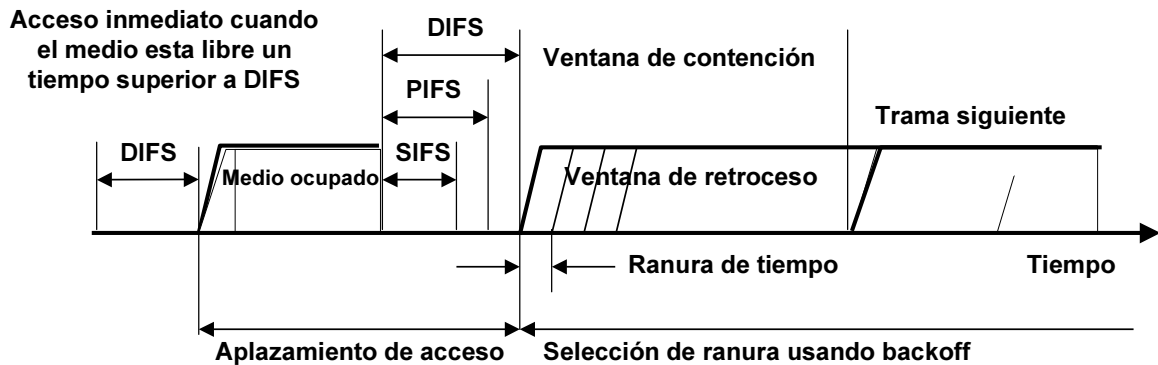 Acceso inmediato cuando
el medio esta libre un
tiempo superior a DIFS
DIFS
Ventana de contención
PIFS
Trama siguiente
DIFS
SIFS
Medio ocupado
Ventana de retroceso
Ranura de tiempo
Tiempo
Aplazamiento de acceso
Selección de ranura usando backoff